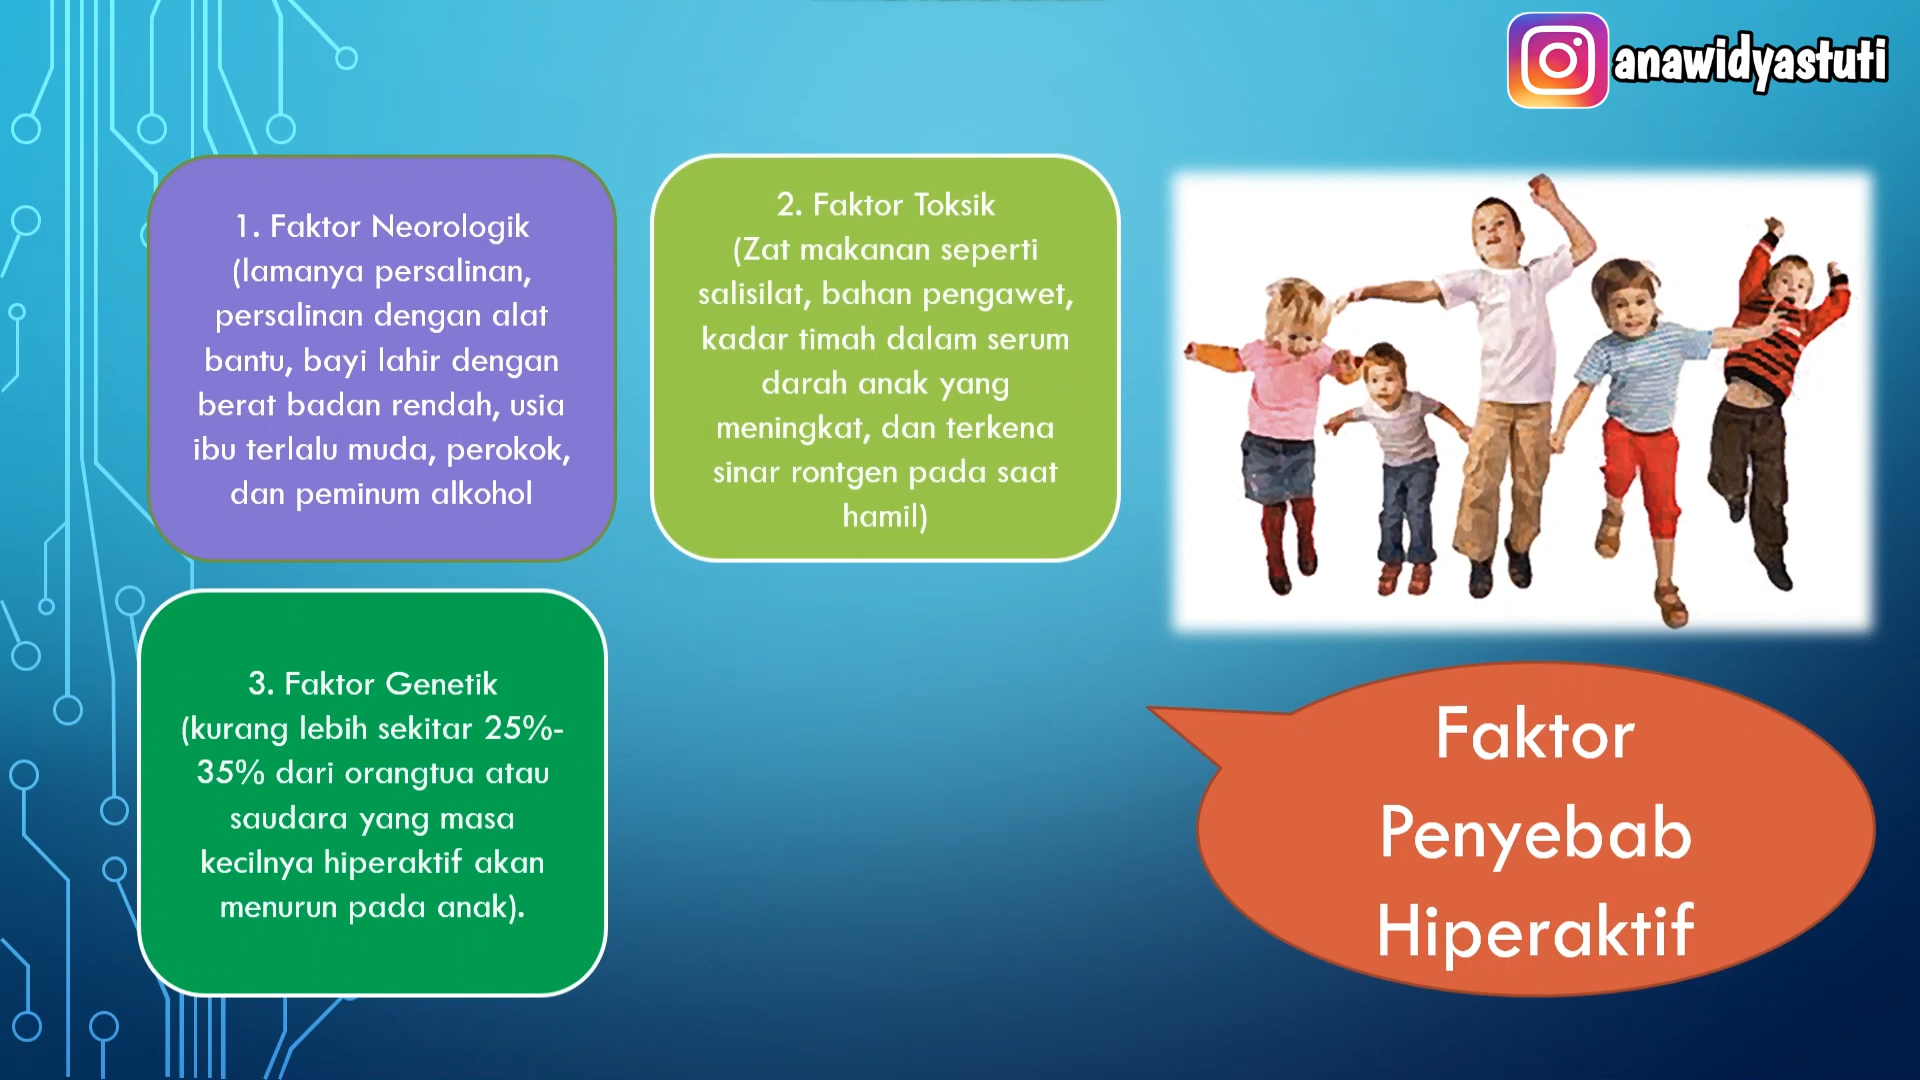 anawidyastuti
1. Faktor Neorologik
(lamanya persalinan,
persalinan dengan alat
bantu, bayi lahir dengan
berat badan rendah, usia
ibu terlalu muda, perokok,
dan peminum alkohol
2. Faktor Toksik
(Zat makanan seperti
salisilat, bahan pengawet,
kadar timah dalam serum
darah anak yang
meningkat, dan terkena
sinar rontgen pada saat
hamil)
3. Faktor Genetik
(kurang lebih sekitar 25%-
35% dari orangtua atau
saudara yang masa
kecilnya hiperaktif akan
menurun pada anak).
Faktor
Penyebab
Hiperaktif